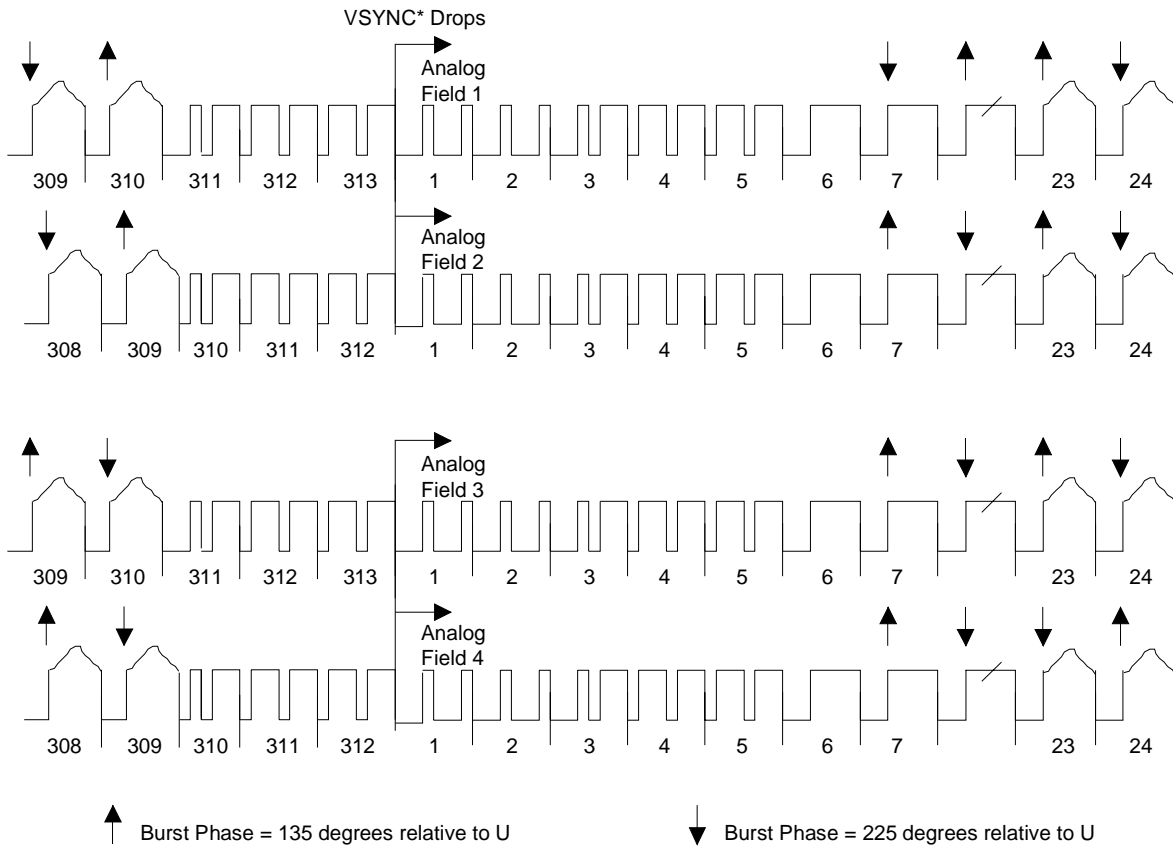 VSYNC* Drops
Analog
Field 1
309 310 311 312 313 1 2 3 4 5 6 7 23 24
Analog
Field 2
308 309 310 311 312 1 2 3 4 5 6 7 23 24
Analog
Field 3
309 310 311 312 313 1 2 3 4 5 6 7 23 24
Analog
Field 4
308 309 310 311 312 1 2 3 4 5 6 7 23 24
Burst Phase = 135 degrees relative to U Burst Phase = 225 degrees relative to U